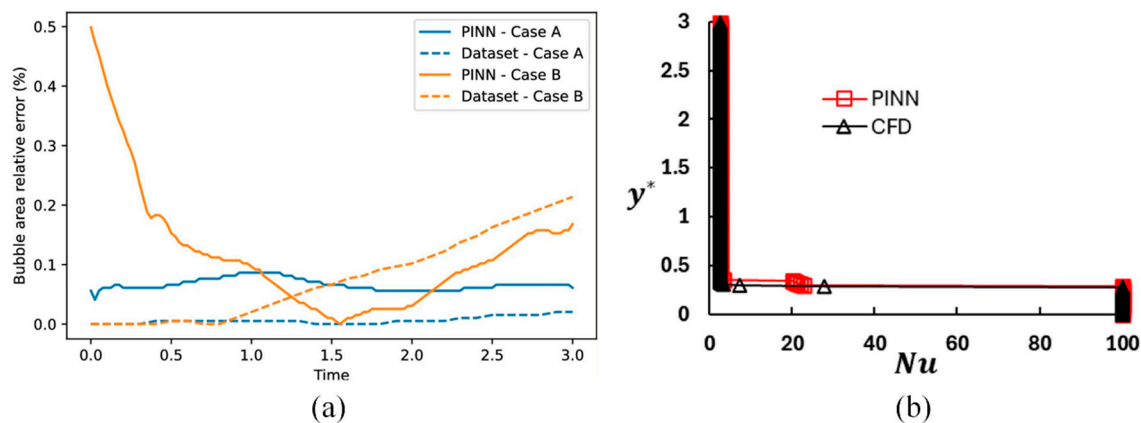 0.5
0.4
0.3
0.2
0.1
0.0
Bubble area relative error (%)
PINN - Case A
Dataset - Case A
PINN - Case B
Dataset - Case B
0.0 0.5 1.0 1.5 2.0 2.5 3.0
Time
(a)
3
2.5
2
1.5
1
0.5
0
y*
PINN
CFD
0 20 40 60 80 100
Nu
(b)